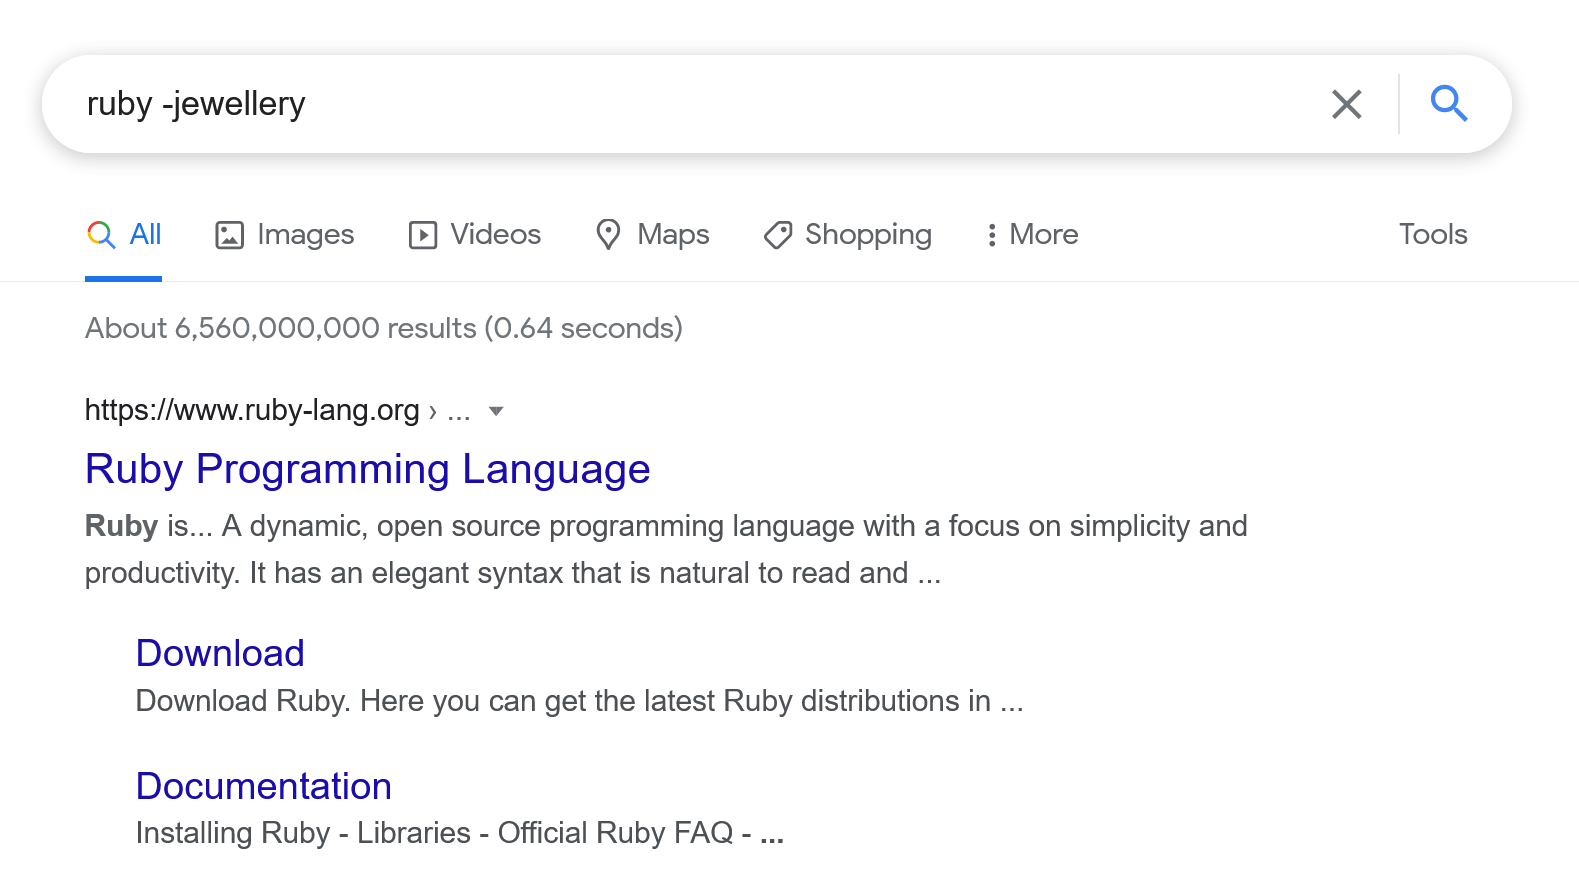 ruby -jewellery
All Images Videos Maps Shopping More Tools
About 6,560,000,000 results (0.64 seconds)
https://www.ruby-lang.org › ...
Ruby Programming Language
Ruby is... A dynamic, open source programming language with a focus on simplicity and
productivity. It has an elegant syntax that is natural to read and ...
Download
Download Ruby. Here you can get the latest Ruby distributions in ...
Documentation
Installing Ruby - Libraries - Official Ruby FAQ - ...